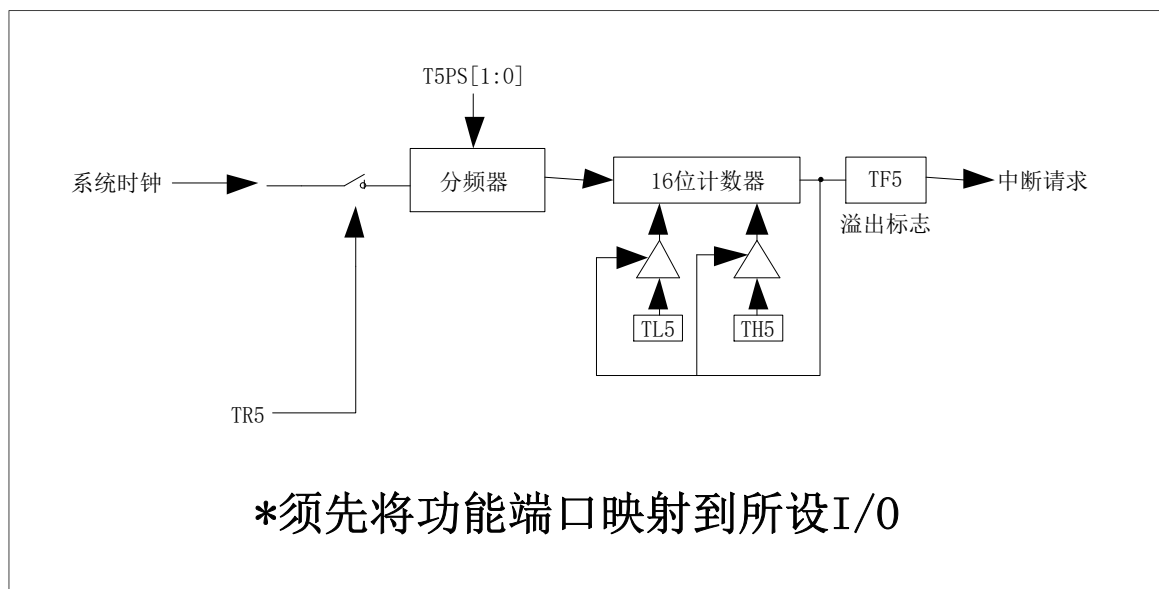 T5PS[1:0]
系统时钟
分频器
16位计数器
TF5
中断请求
溢出标志
TL5
TH5
TR5
*须先将功能端口映射到所设I/O